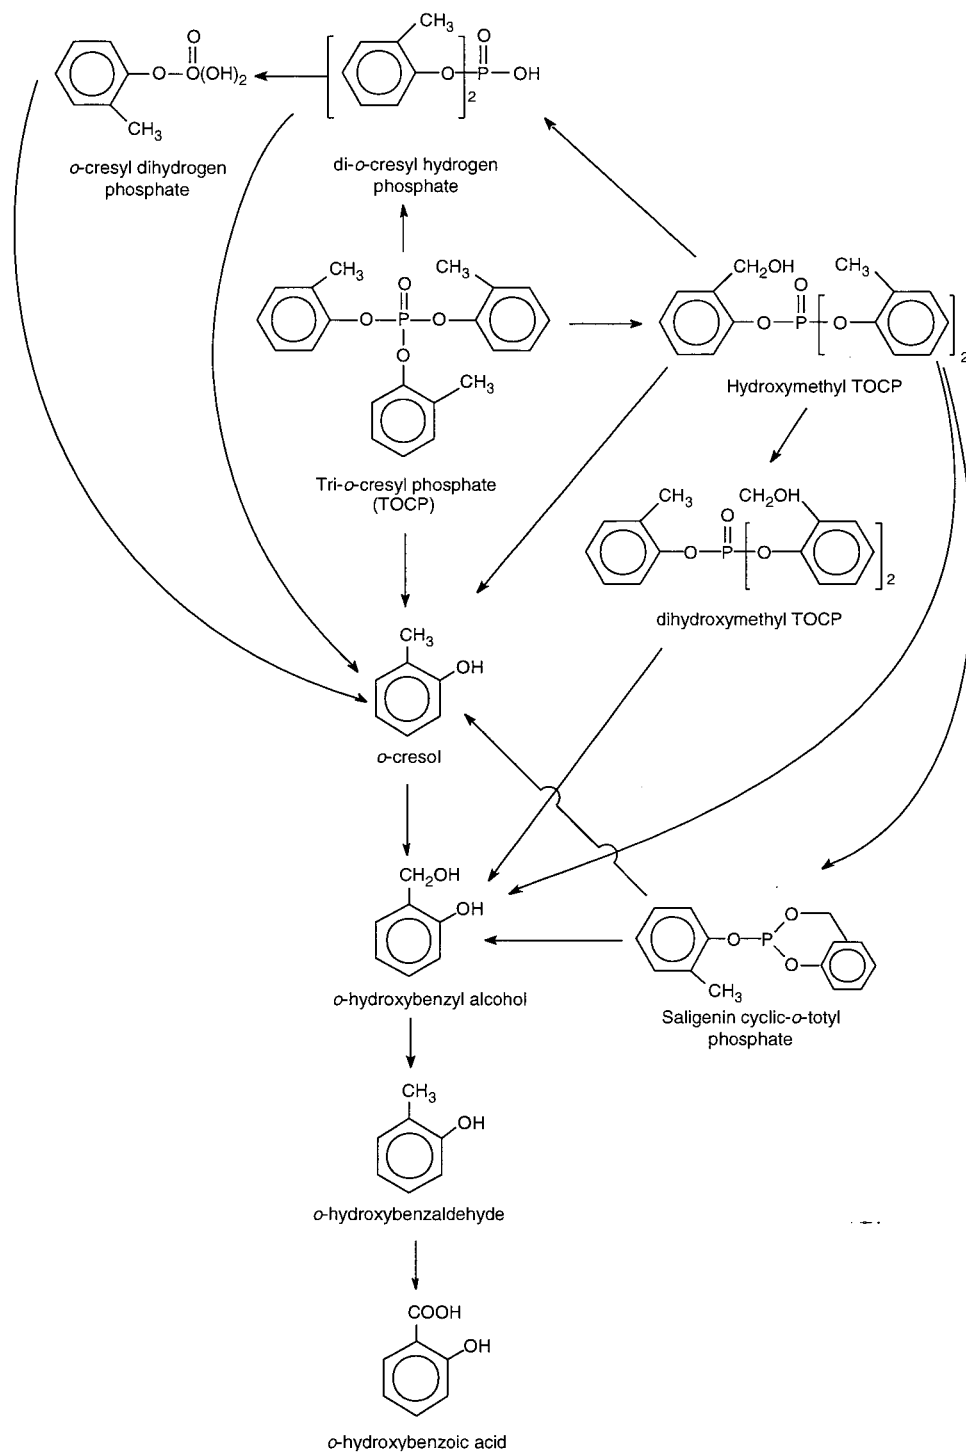 O
O
O(OH)2
CH3
o-cresyl dihydrogen
phosphate
CH3
O
O
P
OH
2
di-o-cresyl hydrogen
phosphate
CH3
CH3
O
O
P
O
O
CH3
Tri-o-cresyl phosphate
(TOCP)
CH2OH
CH3
O
O
P
O
2
Hydroxymethyl TOCP
CH3
CH2OH
O
O
P
O
2
dihydroxymethyl TOCP
CH3
OH
o-cresol
CH2OH
OH
o-hydroxybenzyl alcohol
O
O
P
O
CH3
Saligenin cyclic-o-totyl
phosphate
CH3
OH
o-hydroxybenzaldehyde
COOH
OH
o-hydroxybenzoic acid